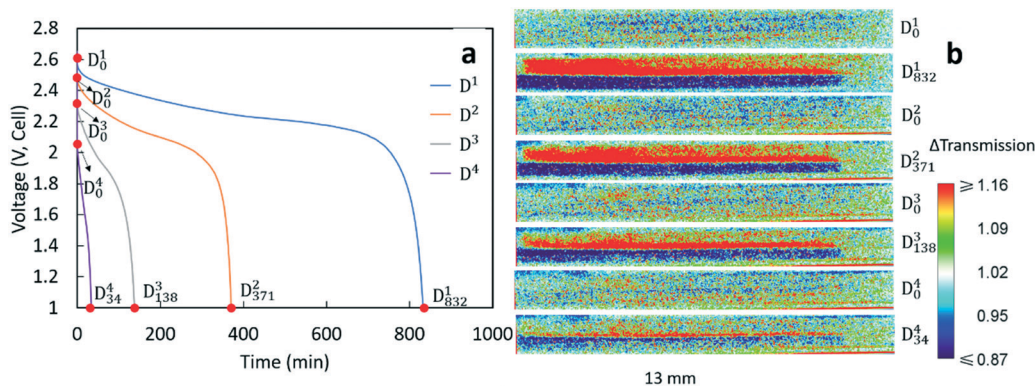 a
2.8
2.6
2.4
2.2
2
1.8
1.6
1.4
1.2
1
Voltage (V, Cell)
D¹₀
D²₀
D³₀
D⁴₀
D¹
D²
D³
D⁴
D⁴₃₄
D³₁₃₈
D²₃₇₁
D¹₈₃₂
0
200
400
600
800
1000
Time (min)
b
D¹₀
D¹₈₃₂
D²₀
D²₃₇₁
D³₀
D³₁₃₈
D⁴₀
D⁴₃₄
13 mm
ΔTransmission
⩾ 1.16
1.09
1.02
0.95
⩽ 0.87